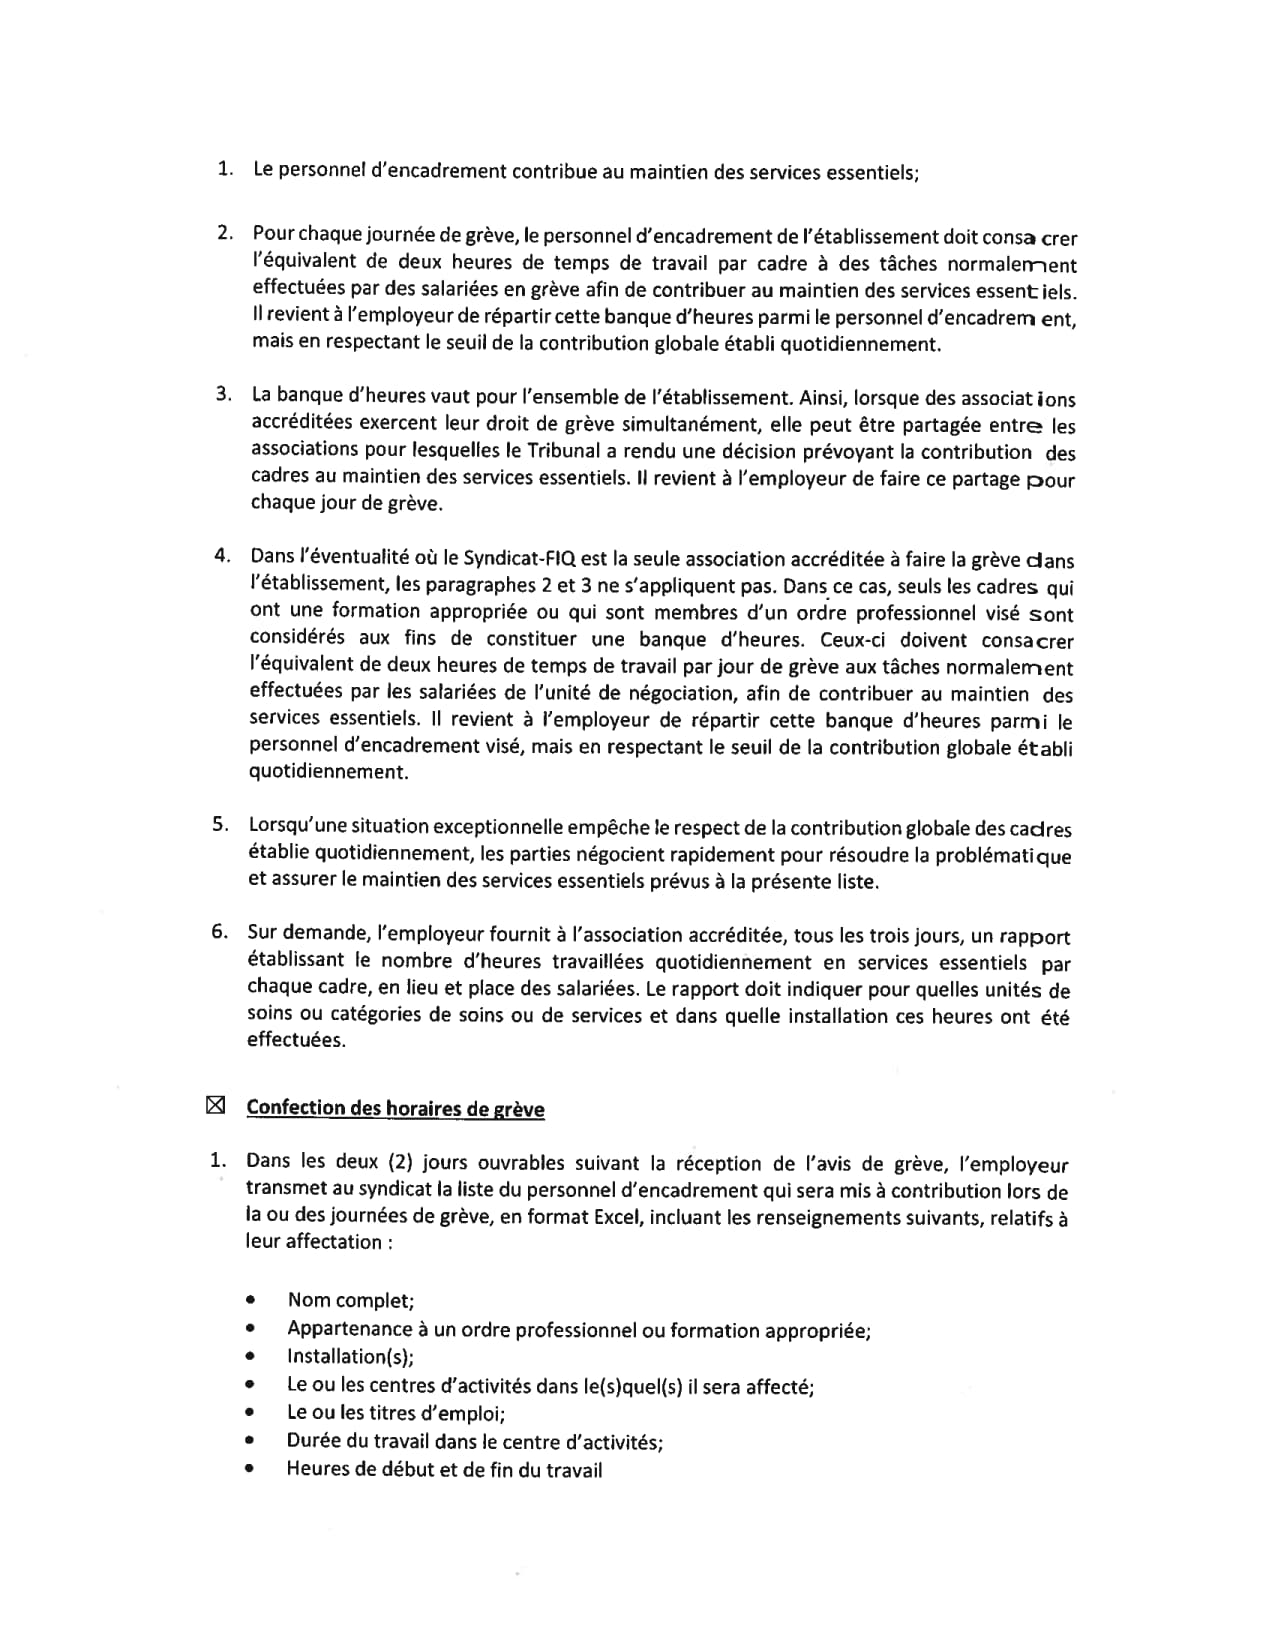 1. Le personnel d'encadrement contribue au maintien des services essentiels;
2. Pour chaque journée de grève, le personnel d'encadrement de l'établissement doit consacrer
l'équivalent de deux heures de temps de travail par cadre à des tâches normalement
effectuées par des salariées en grève afin de contribuer au maintien des services essentiels.
Il revient à l'employeur de répartir cette banque d'heures parmi le personnel d'encadrement,
mais en respectant le seuil de la contribution globale établi quotidiennement.
3. La banque d'heures vaut pour l'ensemble de l'établissement. Ainsi, lorsque des associations
accréditées exercent leur droit de grève simultanément, elle peut être partagée entre les
associations pour lesquelles le Tribunal a rendu une décision prévoyant la contribution des
cadres au maintien des services essentiels. Il revient à l'employeur de faire ce partage pour
chaque jour de grève.
4. Dans l'éventualité où le Syndicat-FIQ est la seule association accréditée à faire la grève dans
l'établissement, les paragraphes 2 et 3 ne s'appliquent pas. Dans ce cas, seuls les cadres qui
ont une formation appropriée ou qui sont membres d'un ordre professionnel visé sont
considérés aux fins de constituer une banque d'heures. Ceux-ci doivent consacrer
l'équivalent de deux heures de temps de travail par jour de grève aux tâches normalement
effectuées par les salariées de l'unité de négociation, afin de contribuer au maintien des
services essentiels. Il revient à l'employeur de répartir cette banque d'heures parmi le
personnel d'encadrement visé, mais en respectant le seuil de la contribution globale établi
quotidiennement.
5. Lorsqu'une situation exceptionnelle empêche le respect de la contribution globale des cadres
établie quotidiennement, les parties négocient rapidement pour résoudre la problématique
et assurer le maintien des services essentiels prévus à la présente liste.
6. Sur demande, l'employeur fournit à l'association accréditée, tous les trois jours, un rapport
établissant le nombre d'heures travaillées quotidiennement en services essentiels par
chaque cadre, en lieu et place des salariées. Le rapport doit indiquer pour quelles unités de
soins ou catégories de soins ou de services et dans quelle installation ces heures ont été
effectuées.
☒ Confection des horaires de grève
1. Dans les deux (2) jours ouvrables suivant la réception de l'avis de grève, l'employeur
transmet au syndicat la liste du personnel d'encadrement qui sera mis à contribution lors de
la ou des journées de grève, en format Excel, incluant les renseignements suivants, relatifs à
leur affectation :
• Nom complet;
• Appartenance à un ordre professionnel ou formation appropriée;
• Installation(s);
• Le ou les centres d'activités dans le(s)quel(s) il sera affecté;
• Le ou les titres d'emploi;
• Durée du travail dans le centre d'activités;
• Heures de début et de fin du travail